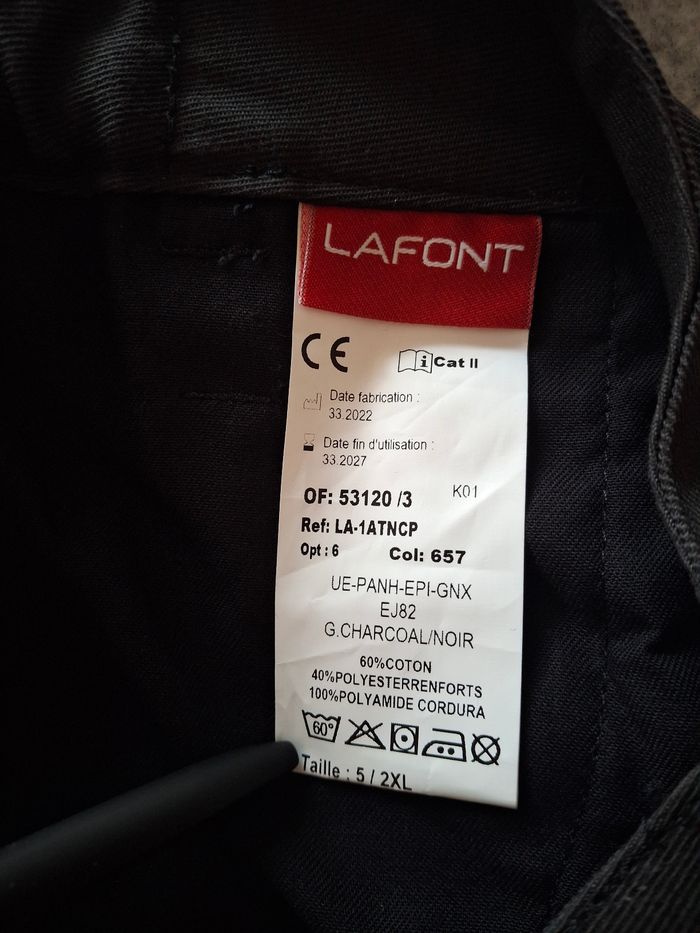 LAFONT
CE
i Cat II
Date fabrication :
33.2022
Date fin d'utilisation :
33.2027
OF: 53120 /3 K01
Ref: LA-1ATNCP
Opt : 6 Col: 657
UE-PANH-EPI-GNX
EJ82
G.CHARCOAL/NOIR
60%COTON
40%POLYESTERRENFORTS
100%POLYAMIDE CORDURA
60°
Taille : 5 / 2XL